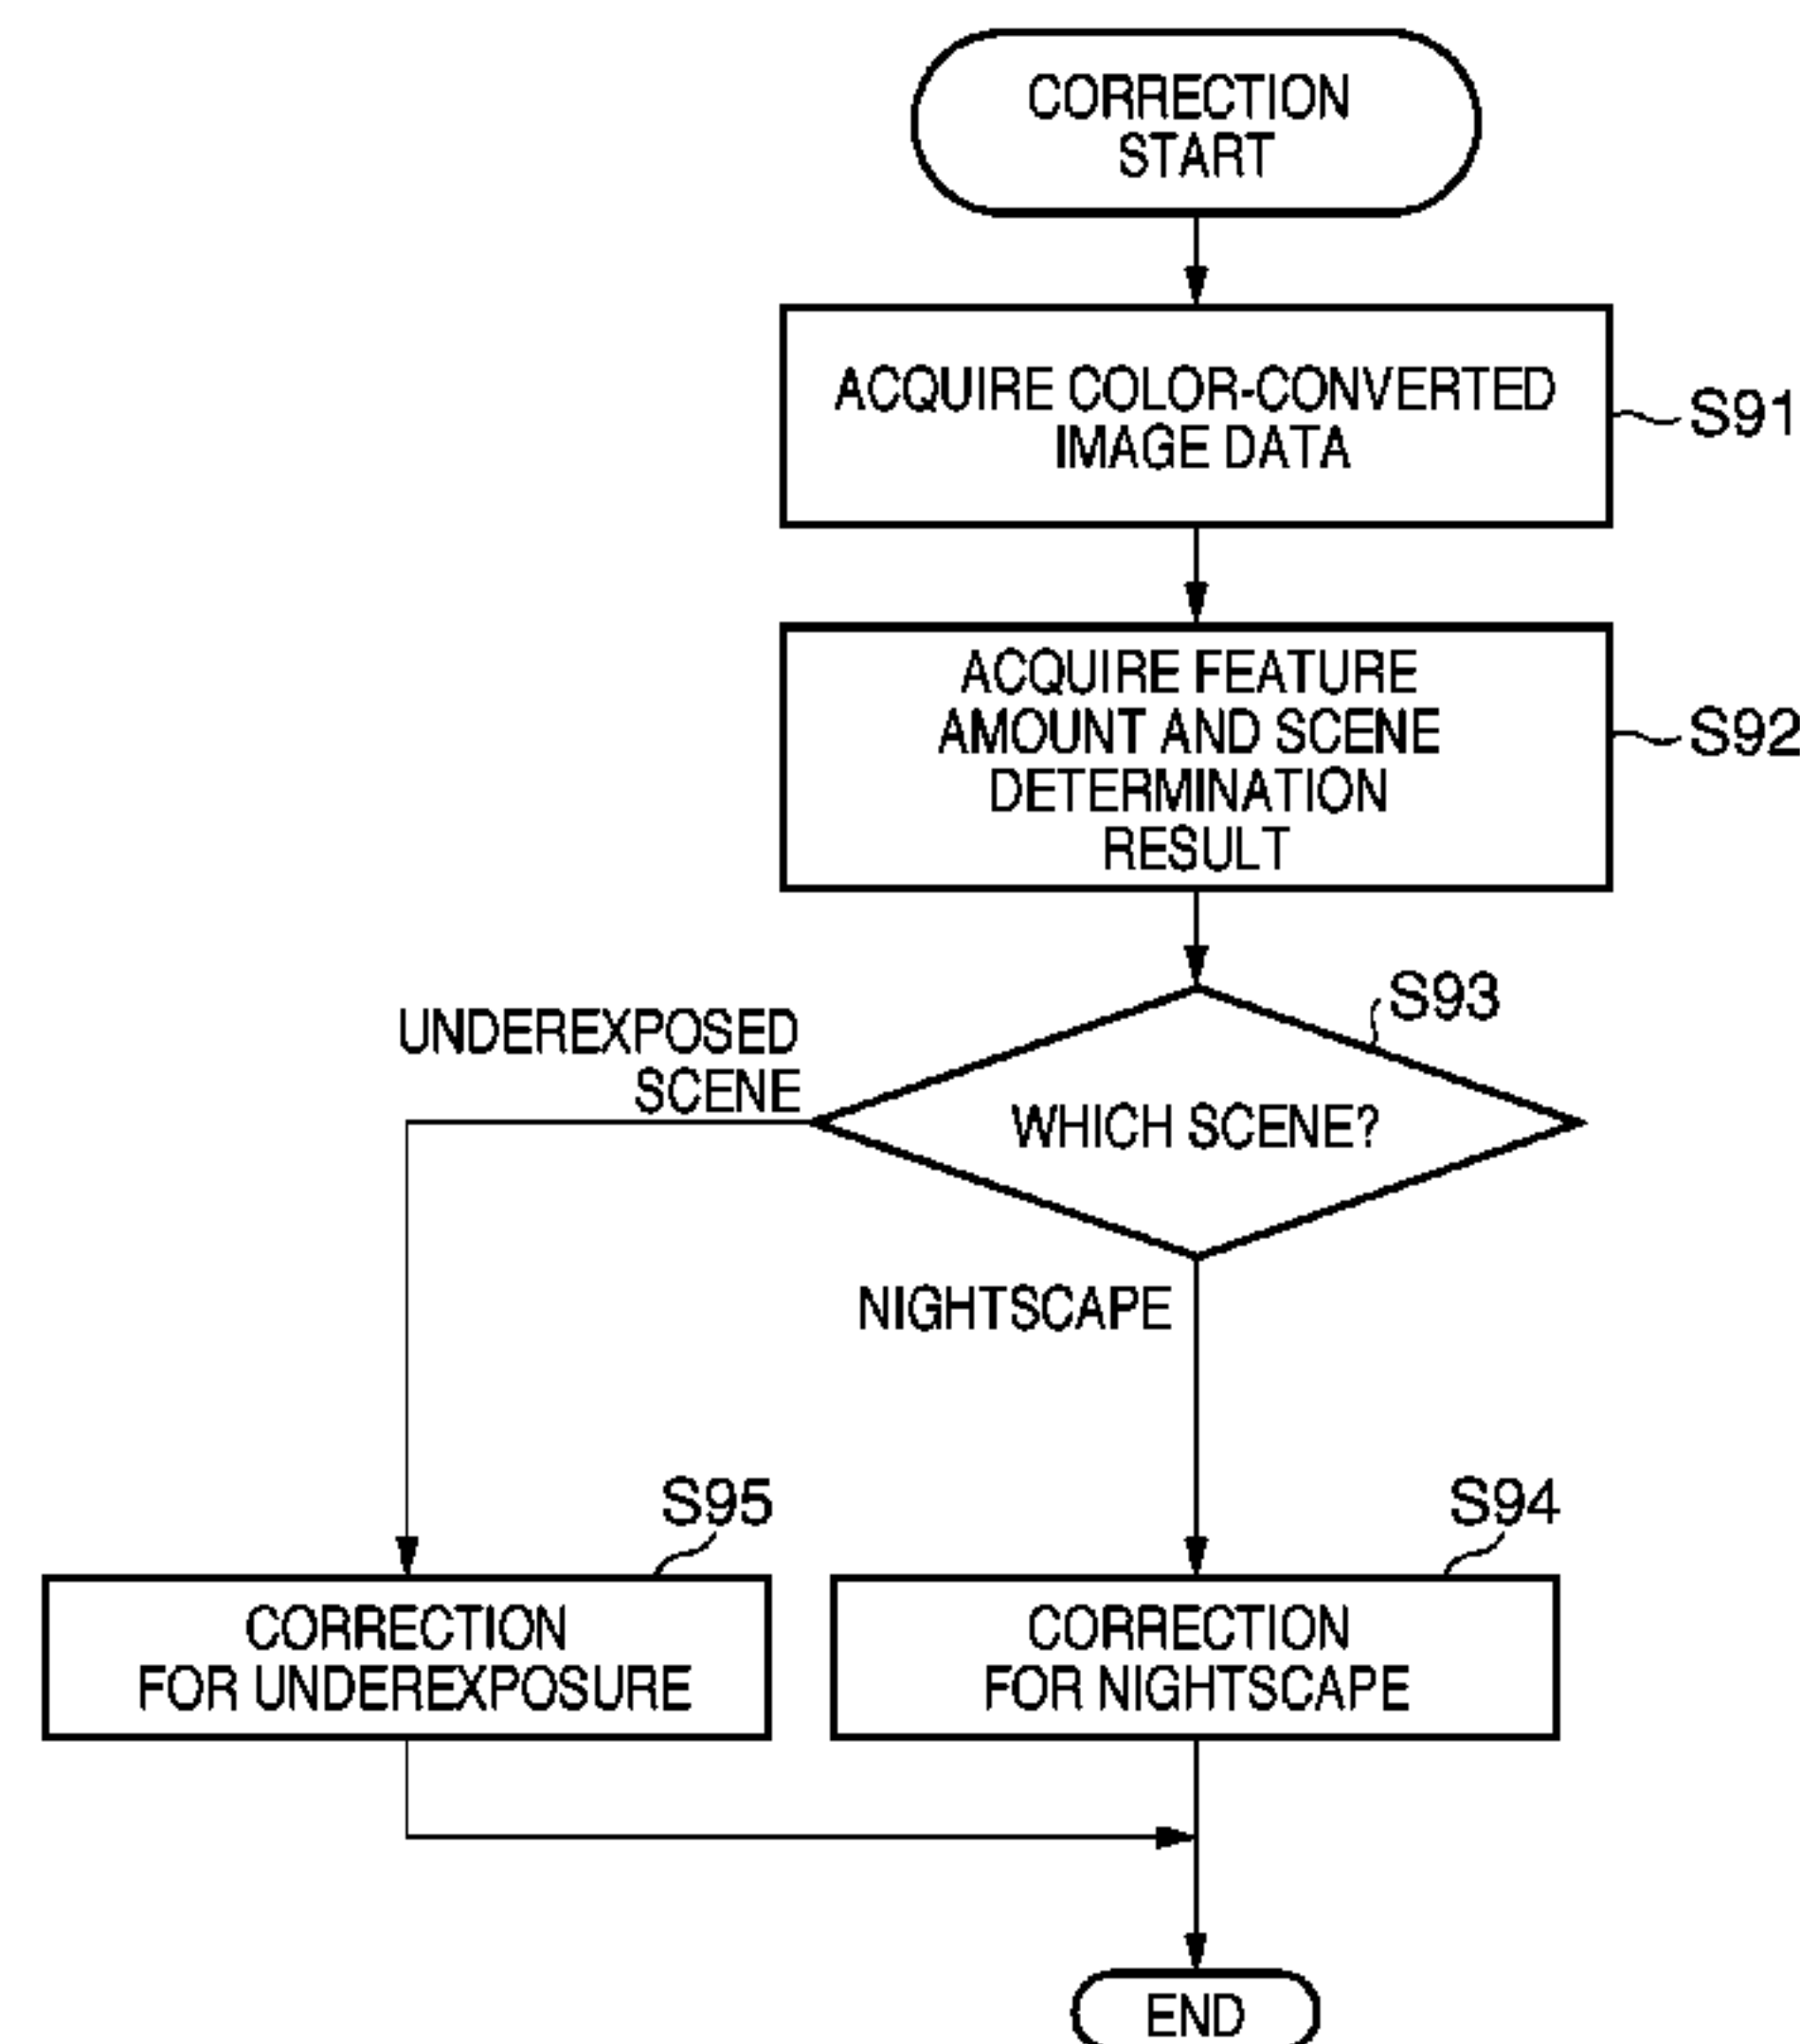 CORRECTION
START
ACQUIRE COLOR-CONVERTED
IMAGE DATA
S91
ACQUIRE FEATURE
AMOUNT AND SCENE
DETERMINATION
RESULT
S92
S93
UNDEREXPOSED
SCENE
WHICH SCENE?
NIGHTSCAPE
S95
S94
CORRECTION
FOR UNDEREXPOSURE
CORRECTION
FOR NIGHTSCAPE
END